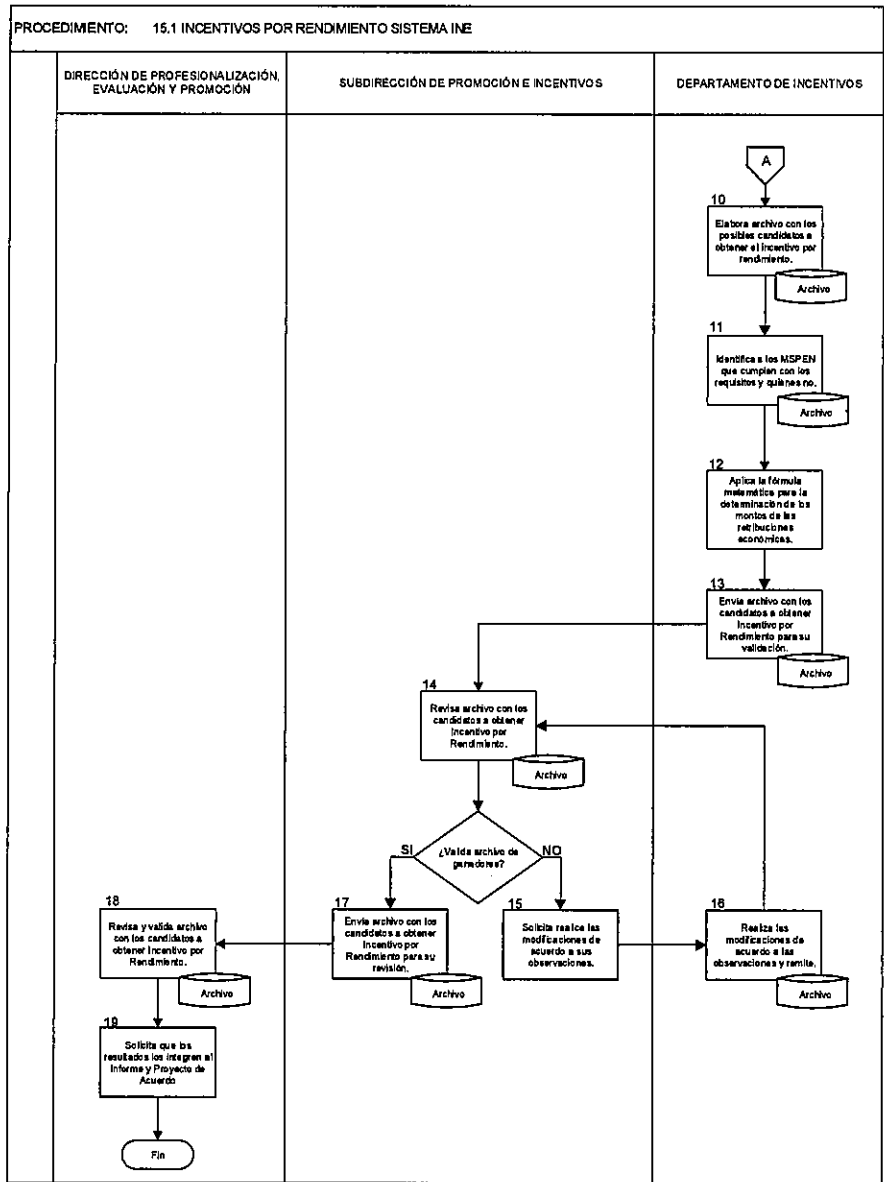 PROCEDIMIENTO: 15.1 INCENTIVOS POR RENDIMIENTO SISTEMA INE
DIRECCIÓN DE PROFESIONALIZACIÓN,
EVALUACIÓN Y PROMOCIÓN
SUBDIRECCIÓN DE PROMOCIÓN E INCENTIVOS
DEPARTAMENTO DE INCENTIVOS
A
10
Elabora archivo con los
posibles candidatos a
obtener el incentivo por
rendimiento.
Archivo
11
Identifica a los MSPEN
que cumplen con los
requisitos y quiénes no.
Archivo
12
Aplica la fórmula
matemática para la
determinación de los
montos de las
retribuciones
económicas.
13
Envía archivo con los
candidatos a obtener
Incentivo por
Rendimiento para su
validación.
Archivo
14
Revisa archivo con los
candidatos a obtener
Incentivo por
Rendimiento.
Archivo
¿Valida archivo de
ganadores?
SI
NO
15
Solicita realice las
modificaciones de
acuerdo a sus
observaciones.
16
Realiza las
modificaciones de
acuerdo a las
observaciones y remite.
Archivo
17
Envía archivo con los
candidatos a obtener
Incentivo por
Rendimiento para su
revisión.
Archivo
18
Revisa y valida archivo
con los candidatos a
obtener Incentivo por
Rendimiento.
Archivo
19
Solicita que los
resultados los integren al
Informe y Proyecto de
Acuerdo
Fin